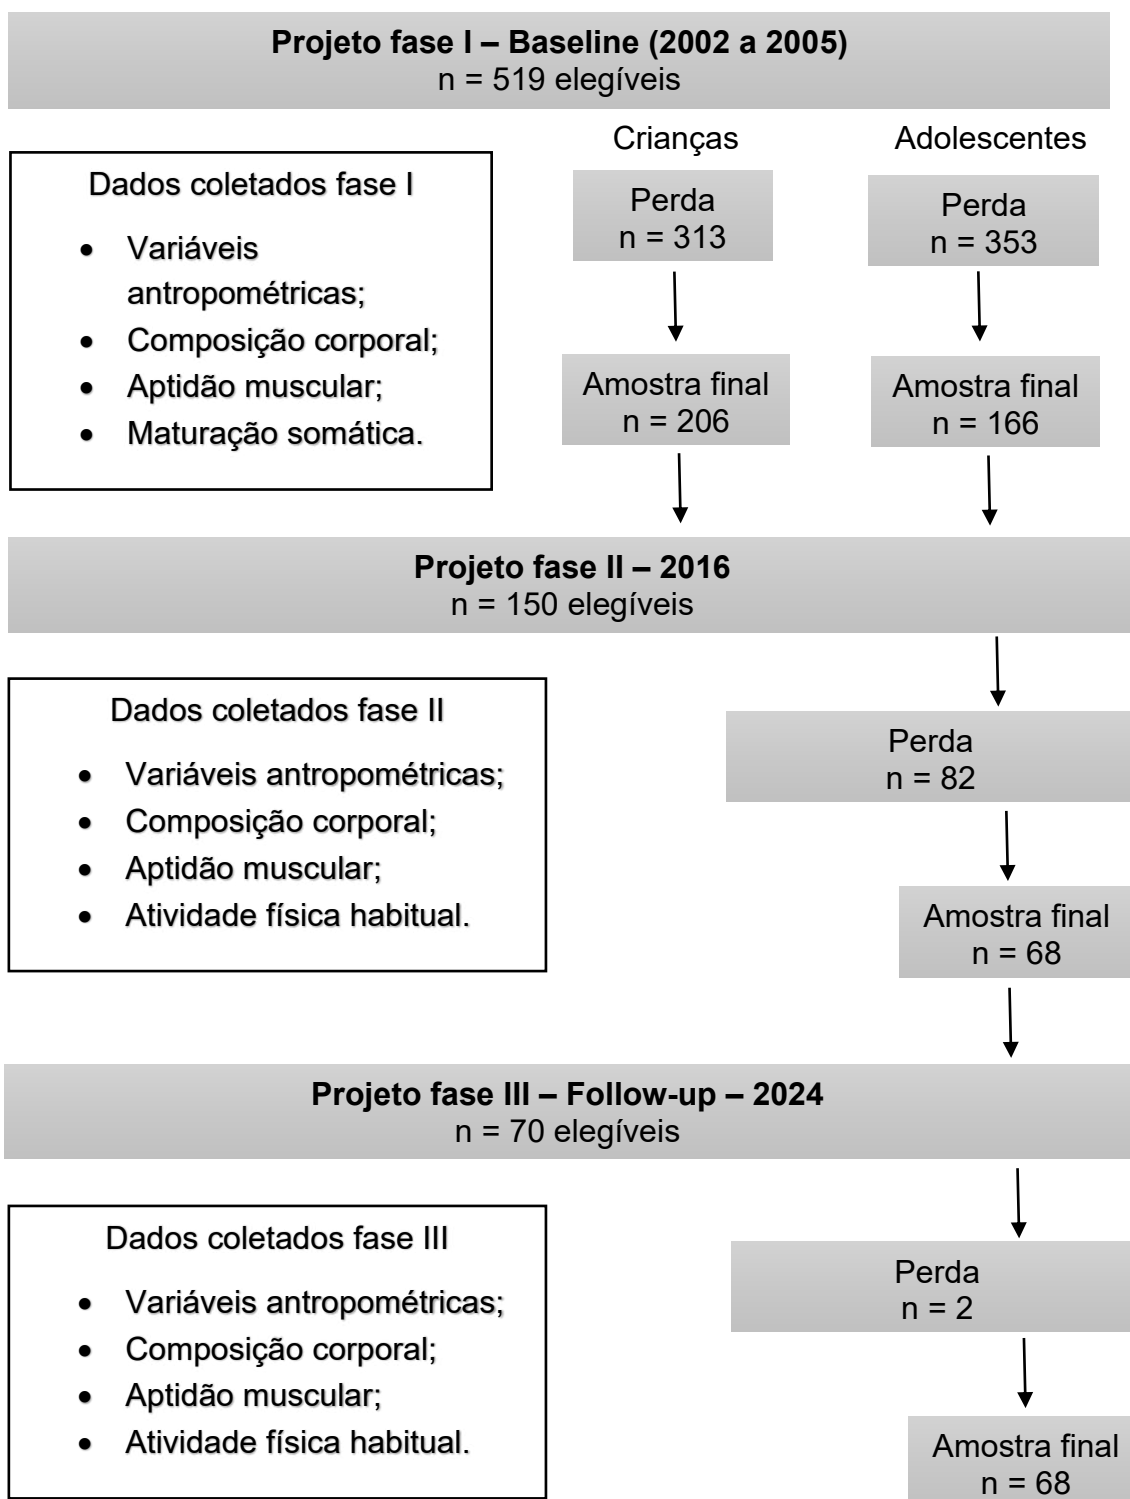 Projeto fase I – Baseline (2002 a 2005)
n = 519 elegíveis
Crianças
Adolescentes
Dados coletados fase I
• Variáveis
antropométricas;
• Composição corporal;
• Aptidão muscular;
• Maturação somática.
Perda
n = 313
Perda
n = 353
Amostra final
n = 206
Amostra final
n = 166
Projeto fase II – 2016
n = 150 elegíveis
Dados coletados fase II
• Variáveis antropométricas;
• Composição corporal;
• Aptidão muscular;
• Atividade física habitual.
Perda
n = 82
Amostra final
n = 68
Projeto fase III – Follow-up – 2024
n = 70 elegíveis
Dados coletados fase III
• Variáveis antropométricas;
• Composição corporal;
• Aptidão muscular;
• Atividade física habitual.
Perda
n = 2
Amostra final
n = 68